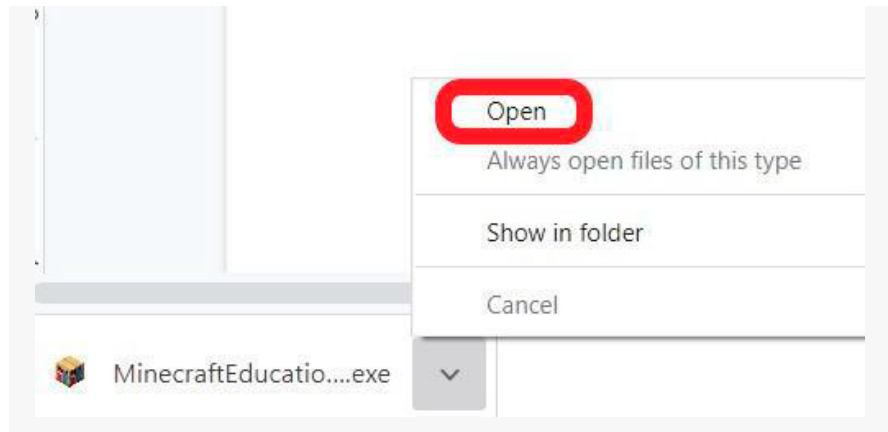 Open
Always open files of this type
Show in folder
Cancel
MinecraftEducatio....exe